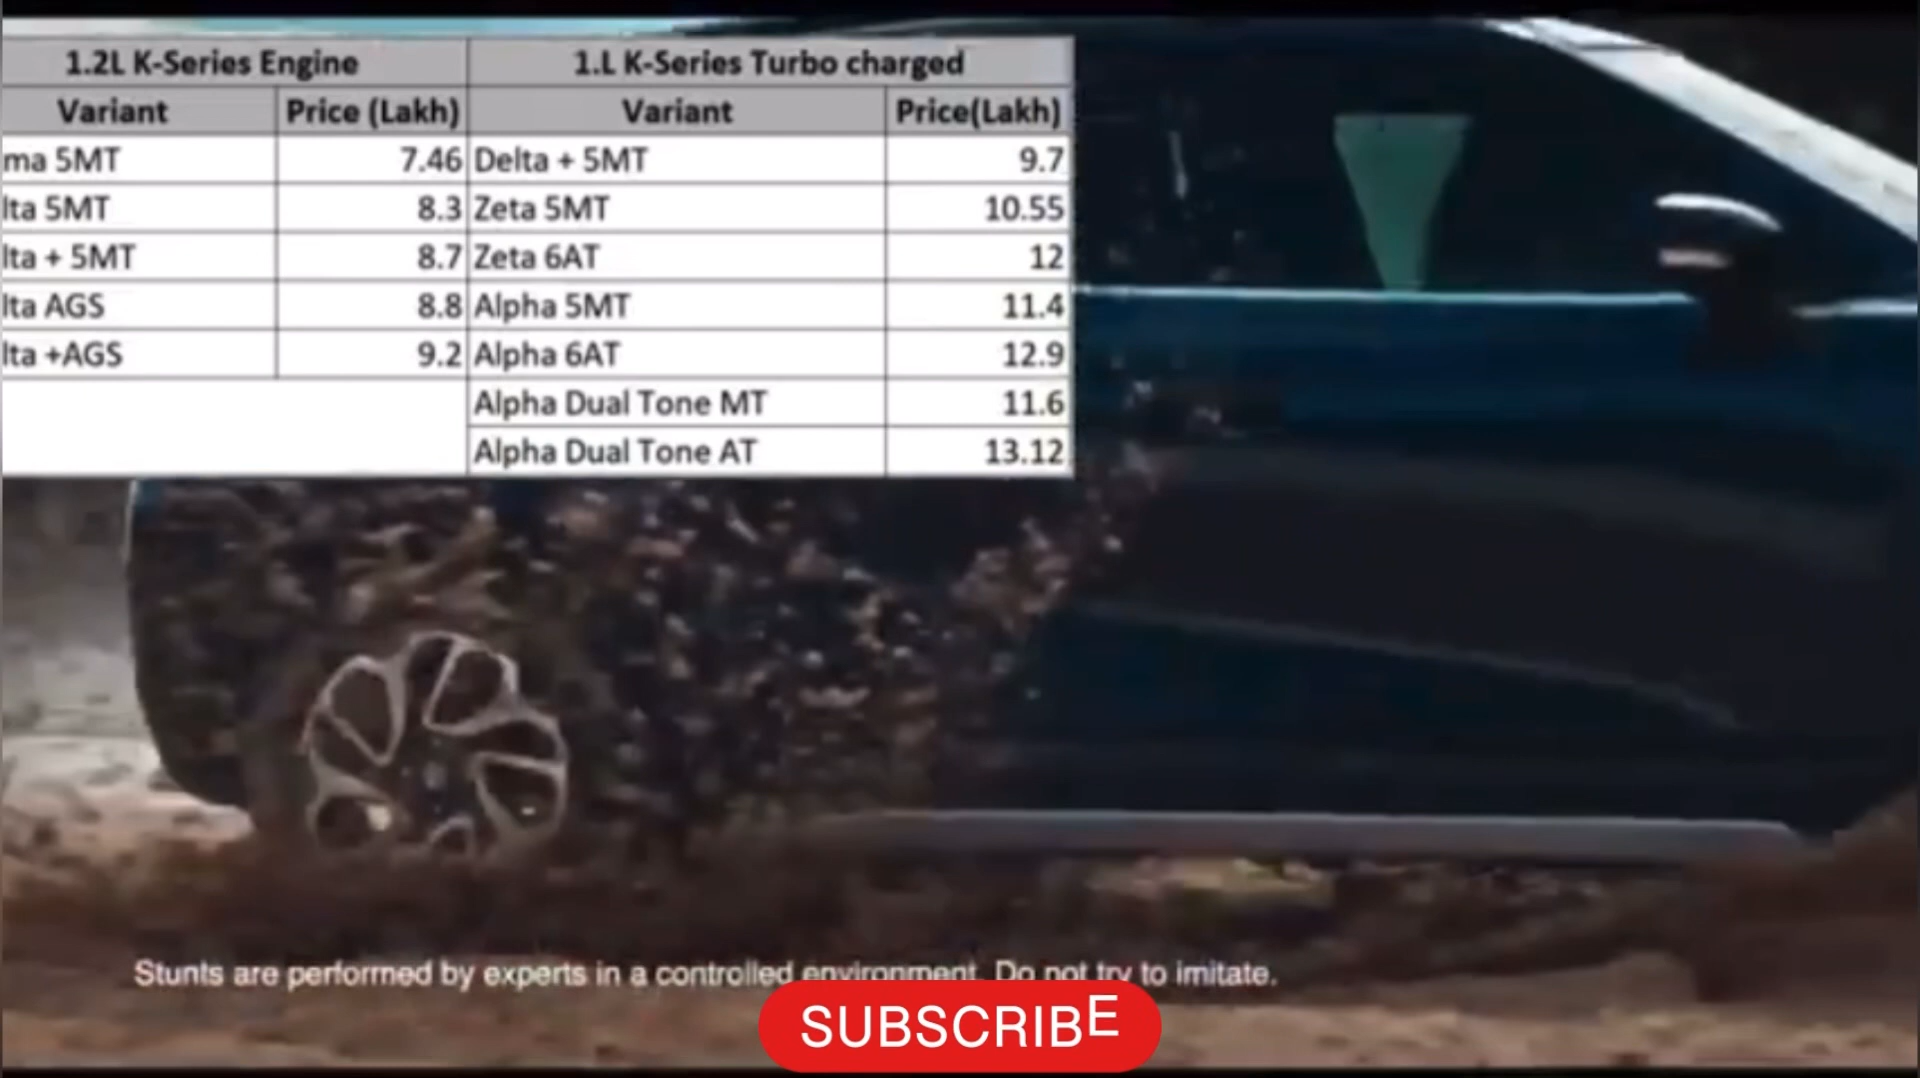 1.2L K-Series Engine 1.L K-Series Turbo charged
Variant Price (Lakh) Variant Price(Lakh)
ma 5MT 7.46 Delta + 5MT 9.7
lta 5MT 8.3 Zeta 5MT 10.55
lta + 5MT 8.7 Zeta 6AT 12
lta AGS 8.8 Alpha 5MT 11.4
lta +AGS 9.2 Alpha 6AT 12.9
Alpha Dual Tone MT 11.6
Alpha Dual Tone AT 13.12
Stunts are performed by experts in a controlled environment. Do not try to imitate.
SUBSCRIBE